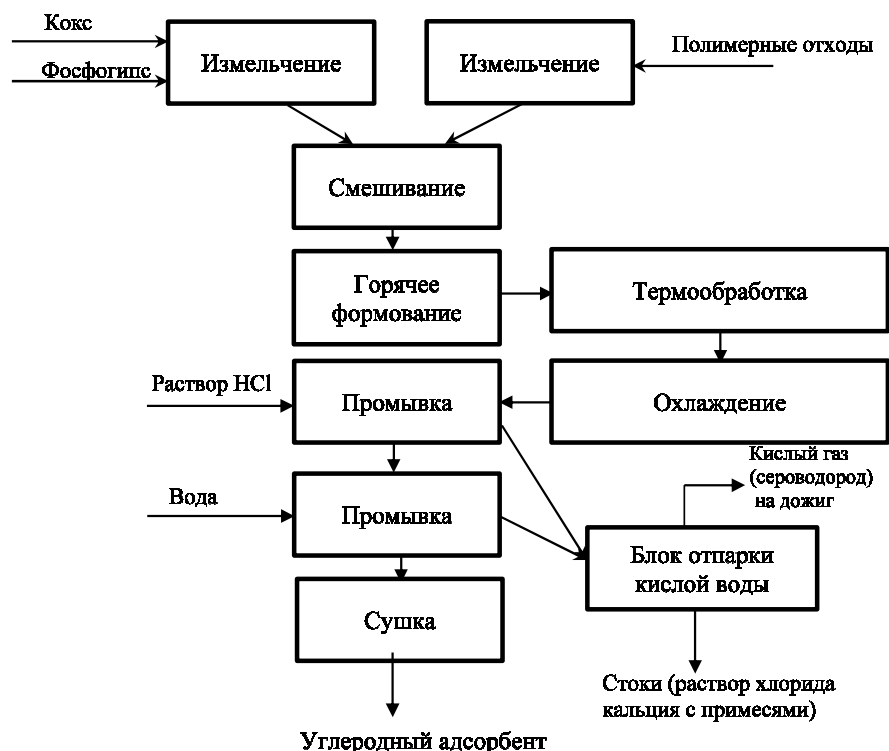 Кокс
Фосфогипс
Измельчение
Измельчение
Полимерные отходы
Смешивание
Горячее
формование
Термообработка
Раствор HCl
Промывка
Охлаждение
Кислый газ
(сероводород)
на дожиг
Вода
Промывка
Блок отпарки
кислой воды
Сушка
Стоки (раствор хлорида
кальция с примесями)
Углеродный адсорбент